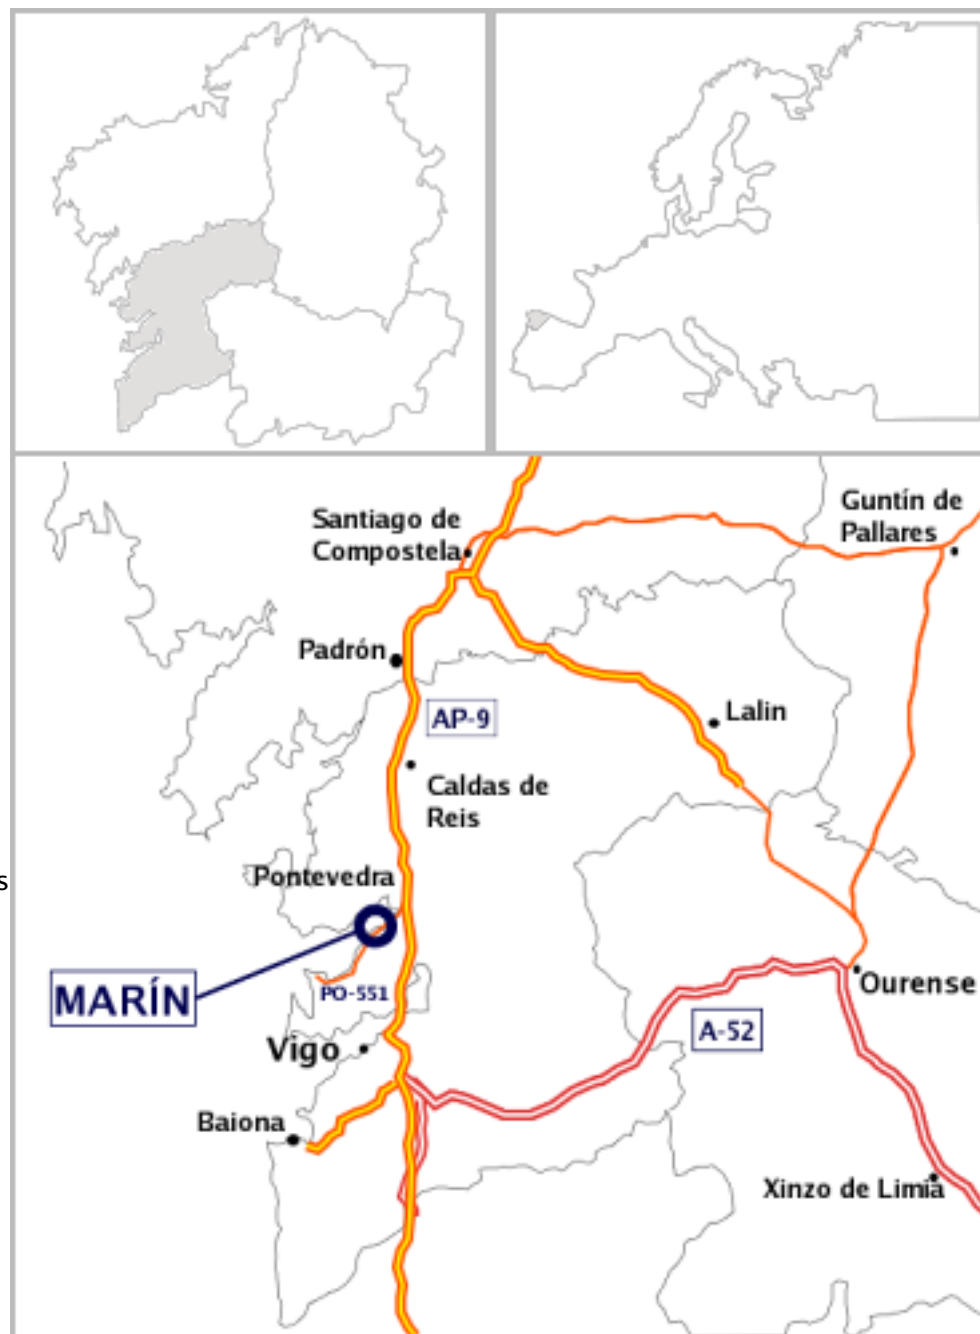 Santiago de
Compostela
Guntín de
Pallares
Padrón
AP-9
Lalin
Caldas de
Reis
Pontevedra
s
MARÍN
PO-551
Ourense
A-52
Vigo
Baiona
Xinzo de Limia